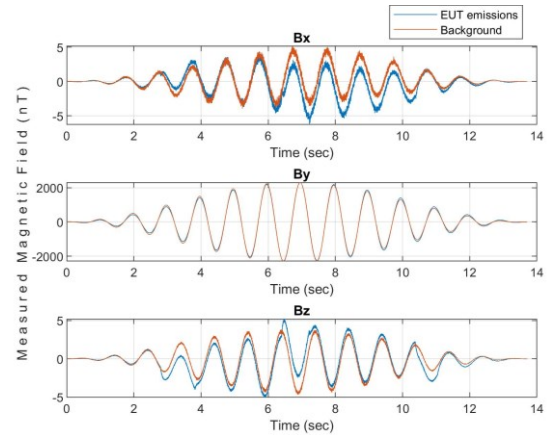 EUT emissions
Background
Bx
5
0
-5
0 2 4 6 8 10 12 14
Time (sec)
By
2000
0
-2000
0 2 4 6 8 10 12 14
Time (sec)
Bz
5
0
-5
0 2 4 6 8 10 12 14
Time (sec)
Measured Magnetic Field (nT)